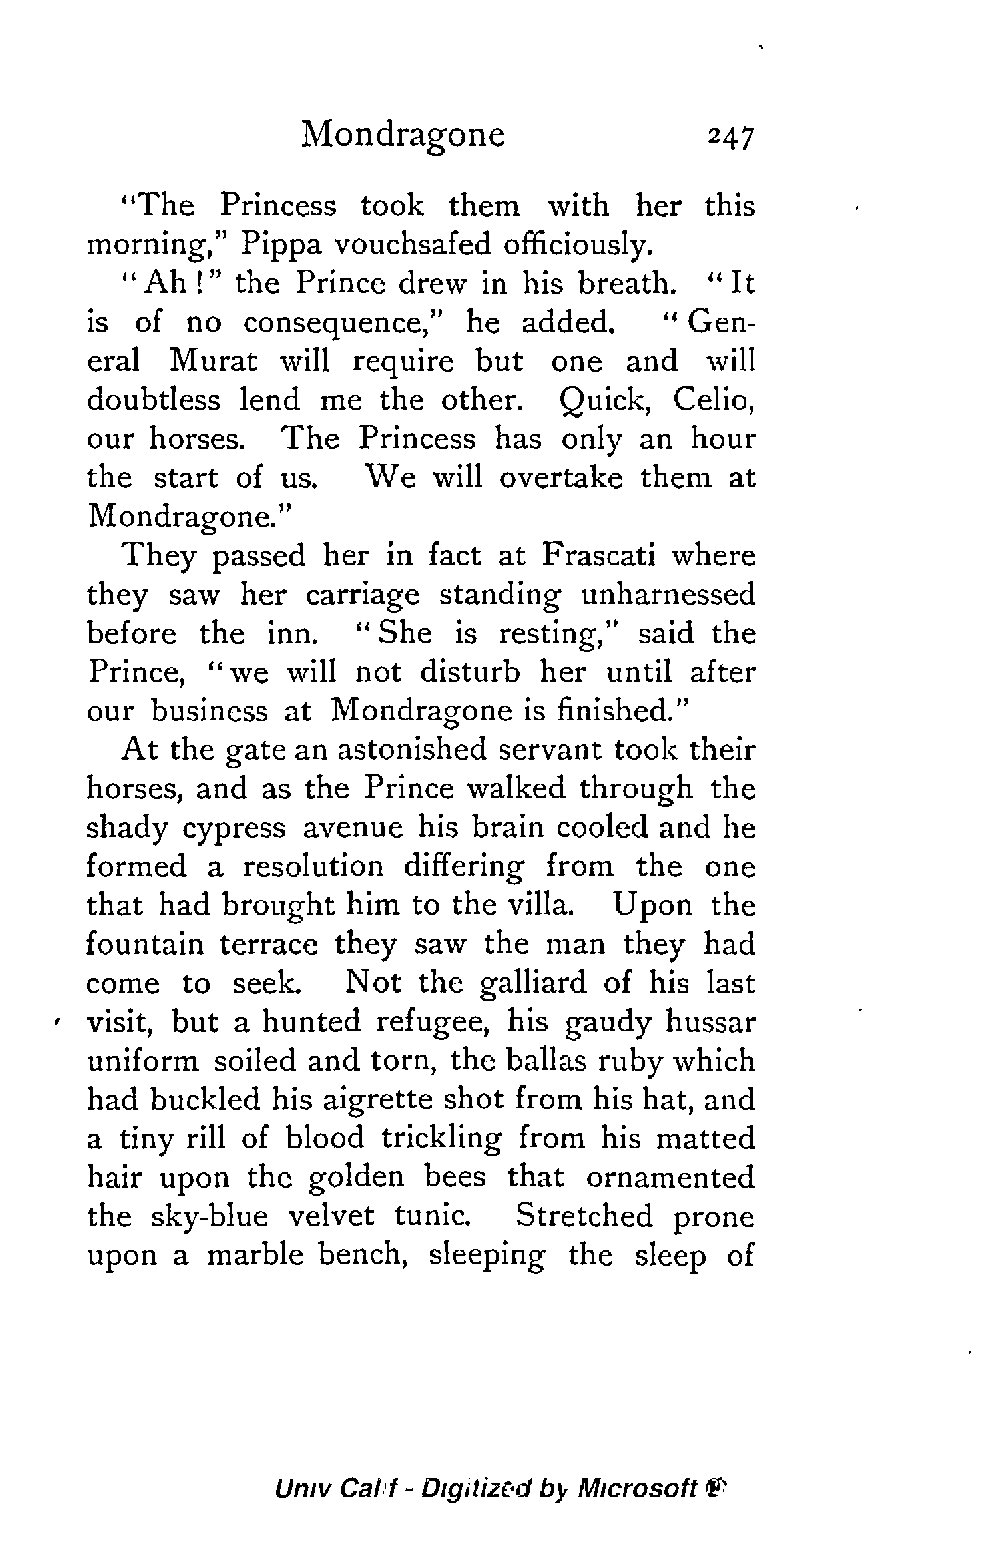 Mondragone 247
"The Princess took them with her this
morning," Pippa vouchsafed officiously.
"Ah!" the Prince drew in his breath. "It
is of no consequence," he added. "Gen-
eral Murat will require but one and will
doubtless lend me the other. Quick, Celio,
our horses. The Princess has only an hour
the start of us. We will overtake them at
Mondragone."
They passed her in fact at Frascati where
they saw her carriage standing unharnessed
before the inn. "She is resting," said the
Prince, "we will not disturb her until after
our business at Mondragone is finished."
At the gate an astonished servant took their
horses, and as the Prince walked through the
shady cypress avenue his brain cooled and he
formed a resolution differing from the one
that had brought him to the villa. Upon the
fountain terrace they saw the man they had
come to seek. Not the galliard of his last
visit, but a hunted refugee, his gaudy hussar
uniform soiled and torn, the ballas ruby which
had buckled his aigrette shot from his hat, and
a tiny rill of blood trickling from his matted
hair upon the golden bees that ornamented
the sky-blue velvet tunic. Stretched prone
upon a marble bench, sleeping the sleep of
Univ Calif - Digitized by Microsoft ®